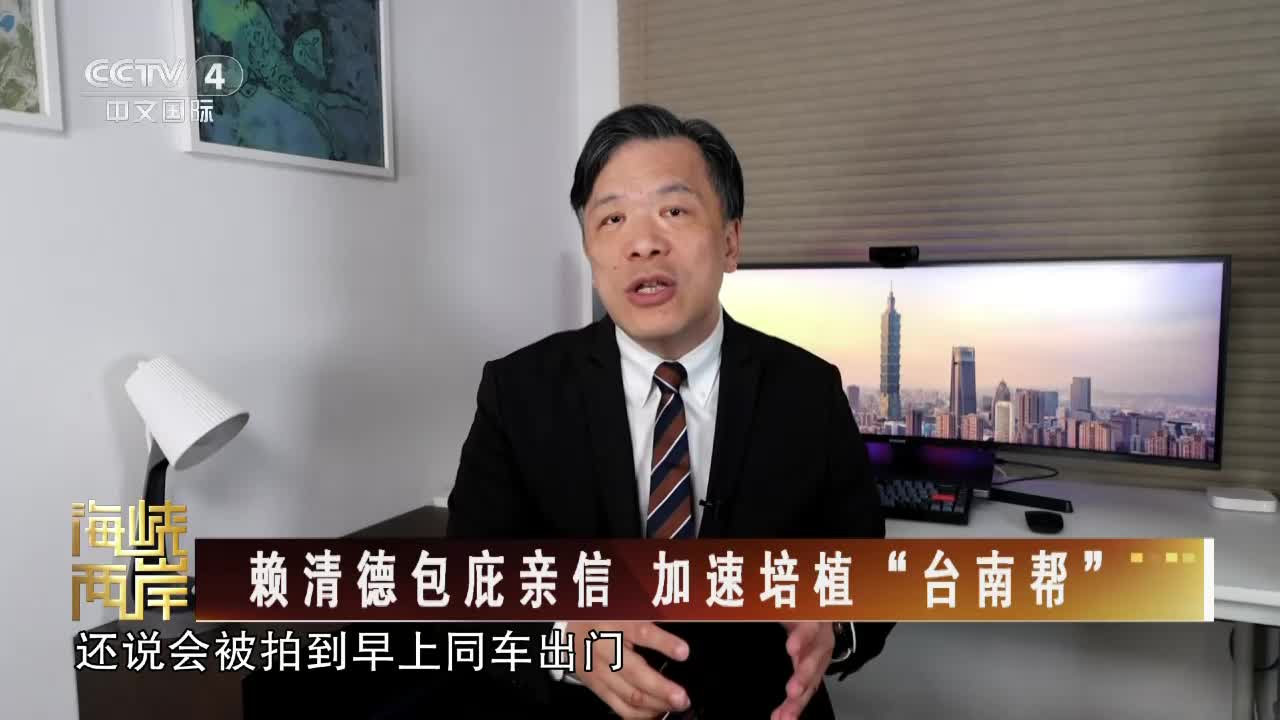 CCTV 4
中文国际
海峡
两岸
赖清德包庇亲信 加速培植“台南帮”
还说会被拍到早上同车出门